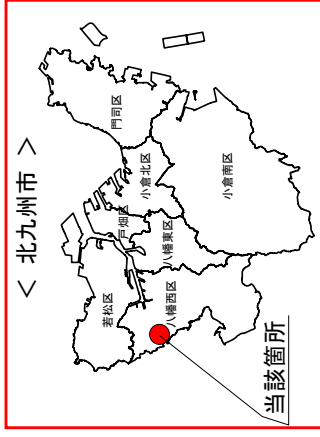 < 北九州市 >
門司区
小倉北区
戸畑区
若松区
八幡東区
八幡西区
小倉南区
当該箇所